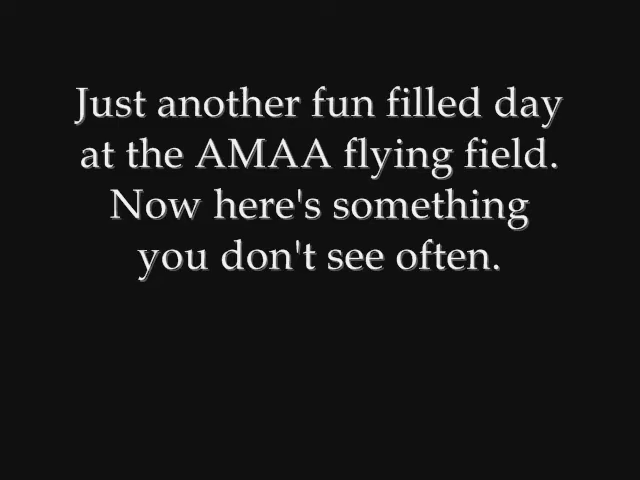 Just another fun filled day
at the AMAA flying field.
Now here's something
you don't see often.